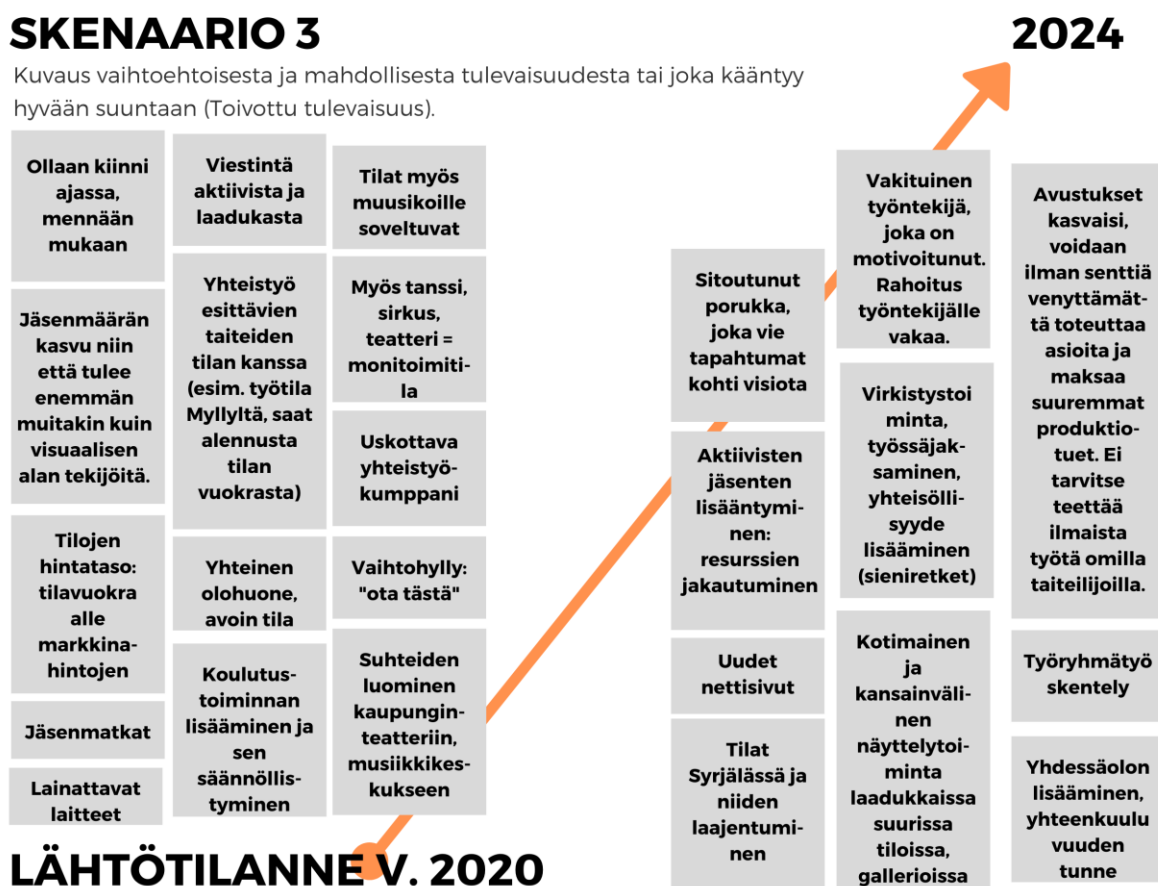 SKENAARIO 3
2024
Kuvaus vaihtoehtoisesta ja mahdollisesta tulevaisuudesta tai joka kääntyy
hyvään suuntaan (Toivottu tulevaisuus).
Ollaan kiinni
ajassa,
mennään
mukaan
Jäsenmäärän
kasvu niin
että tulee
enemmän
muitakin kuin
visuaalisen
alan tekijöitä.
Tilojen
hintataso:
tilavuokra
alle
markkina-
hintojen
Jäsenmatkat
Lainattavat
laitteet
Viestintä
aktiivista ja
laadukasta
Yhteistyö
esittävien
taiteiden
tilan kanssa
(esim. työtila
Myllyltä, saat
alennusta
tilan
vuokrasta)
Yhteinen
olohuone,
avoin tila
Koulutus-
toiminnan
lisääminen ja
sen
säännöllis-
tyminen
Tilat myös
muusikoille
soveltuvat
Myös tanssi,
sirkus,
teatteri =
monitoimiti-
la
Uskottava
yhteistyö-
kumppani
Vaihtohylly:
"ota tästä"
Suhteiden
luominen
kaupungin-
teatteriin,
musiikkikes-
kukseen
Sitoutunut
porukka,
joka vie
tapahtumat
kohti visiota
Aktiivisten
jäsenten
lisääntymi-
nen:
resurssien
jakautuminen
Uudet
nettisivut
Tilat
Syrjälässä ja
niiden
laajentumi-
nen
Vakituinen
työntekijä,
joka on
motivoitunut.
Rahoitus
työntekijälle
vakaa.
Virkistystoi
minta,
työssäjak-
saminen,
yhteisölli-
syyde
lisääminen
(sieniretket)
Kotimainen
ja
kansainväli-
nen
näyttelytoi-
minta
laadukkaissa
suurissa
tiloissa,
gallerioissa
Avustukset
kasvaisi,
voidaan
ilman senttiä
venyttämät-
tä toteuttaa
asioita ja
maksaa
suuremmat
produktio-
tuet. Ei
tarvitse
teettää
ilmaista
työtä omilla
taiteilijoilla.
Työryhmätyö
skentely
Yhdessäolon
lisääminen,
yhteenkuulu
vuuden
tunne
LÄHTÖTILANNE V. 2020